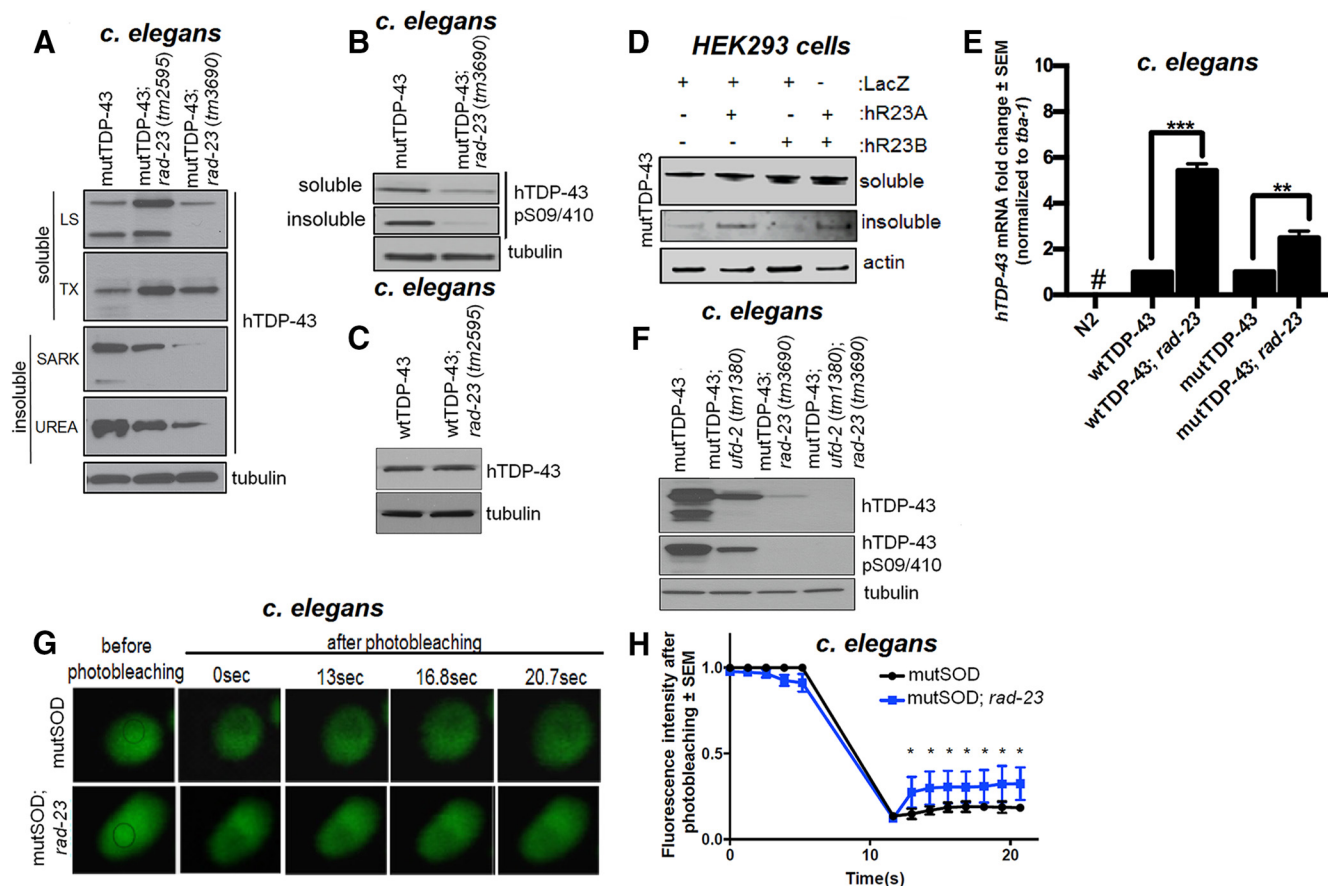 A
c. elegans
mutTDP-43
mutTDP-43;
rad-23 (tm2595)
mutTDP-43;
rad-23 (tm3690)
soluble
LS
TX
insoluble
SARK
UREA
hTDP-43
tubulin
B
c. elegans
mutTDP-43
mutTDP-43;
rad-23 (tm3690)
soluble
insoluble
hTDP-43
pS09/410
tubulin
C
c. elegans
wtTDP-43
wtTDP-43;
rad-23 (tm2595)
hTDP-43
tubulin
D
HEK293 cells
+ + + - :LacZ
- + - + :hR23A
- - + + :hR23B
mutTDP-43
soluble
insoluble
actin
E
c. elegans
hTDP-43 mRNA fold change ± SEM
(normalized to tba-1)
10
8
6
4
2
0
#
***
**
N2
wtTDP-43
wtTDP-43; rad-23
mutTDP-43
mutTDP-43; rad-23
F
c. elegans
mutTDP-43
mutTDP-43;
ufd-2 (tm1380)
mutTDP-43;
rad-23 (tm3690)
mutTDP-43;
ufd-2 (tm1380);
rad-23 (tm3690)
hTDP-43
hTDP-43
pS09/410
tubulin
G
c. elegans
before
photobleaching
after photobleaching
0sec 13sec 16.8sec 20.7sec
mutSOD
mutSOD;
rad-23
H
c. elegans
Fluorescence intensity after
photobleaching ± SEM
1.0
0.5
0.0
mutSOD
mutSOD; rad-23
* * * * * * *
0 10 20
Time(s)